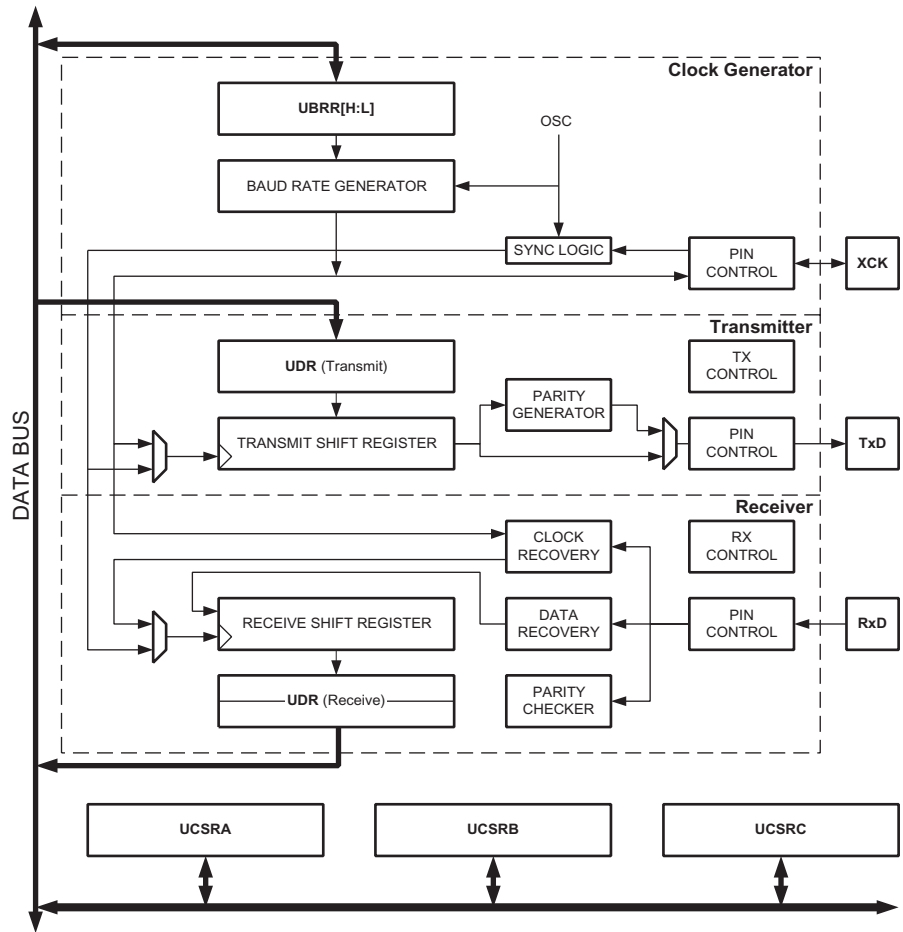 Clock Generator
UBRR[H:L]
OSC
BAUD RATE GENERATOR
SYNC LOGIC
PIN
CONTROL
XCK
Transmitter
UDR (Transmit)
TX
CONTROL
PARITY
GENERATOR
TRANSMIT SHIFT REGISTER
PIN
CONTROL
TxD
DATA BUS
Receiver
CLOCK
RECOVERY
RX
CONTROL
RECEIVE SHIFT REGISTER
DATA
RECOVERY
PIN
CONTROL
RxD
UDR (Receive)
PARITY
CHECKER
UCSRA
UCSRB
UCSRC